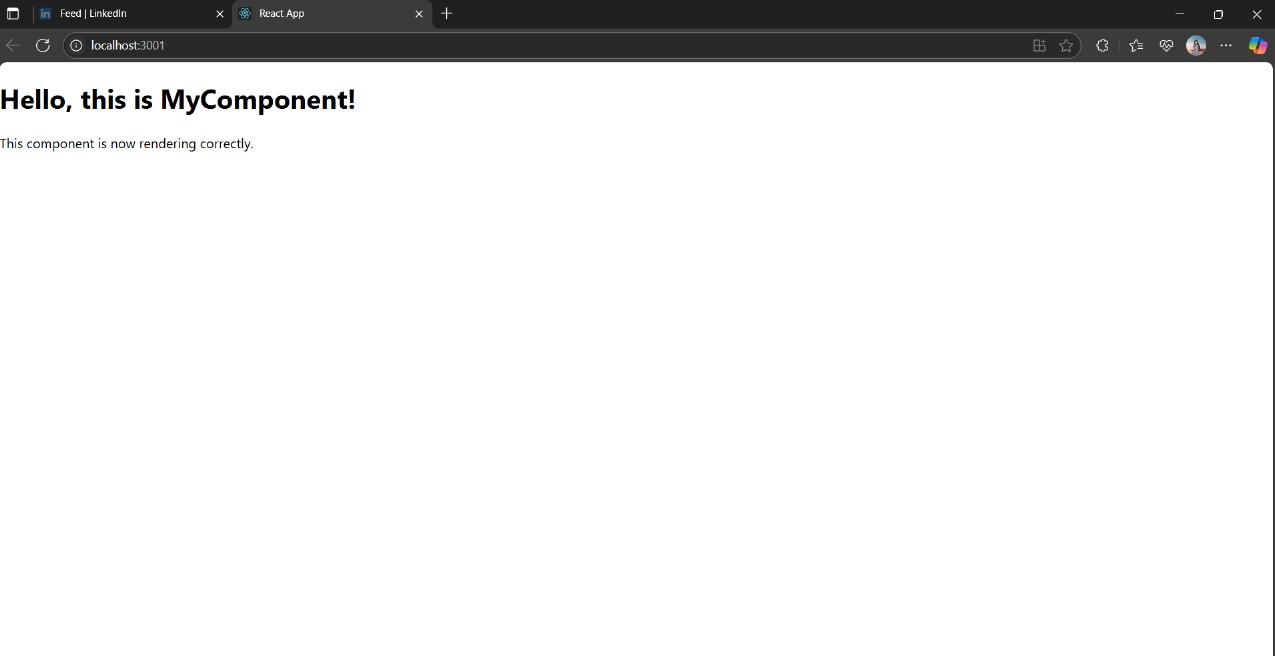 Feed | LinkedIn
React App
localhost:3001
Hello, this is MyComponent!
This component is now rendering correctly.